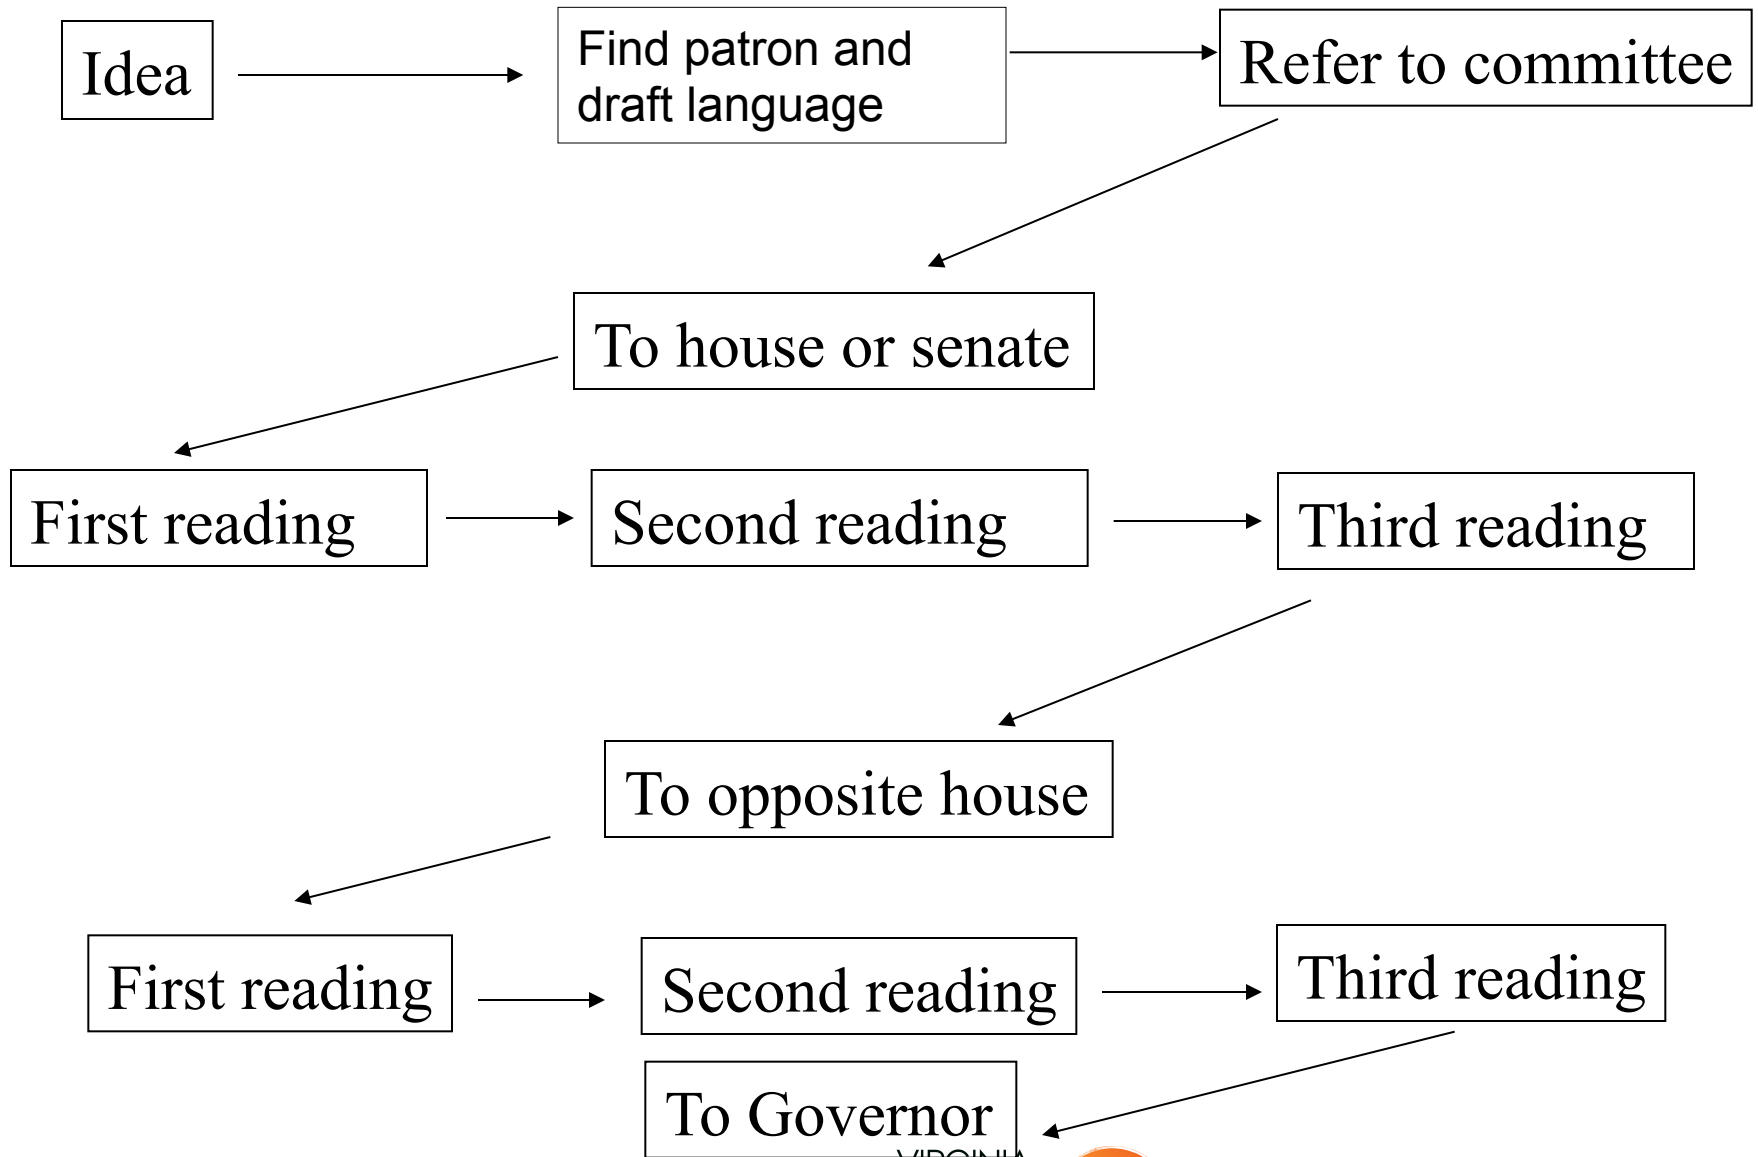 Idea
Find patron and
draft language
Refer to committee
To house or senate
First reading
Second reading
Third reading
To opposite house
First reading
Second reading
Third reading
To Governor
VIRGINIA